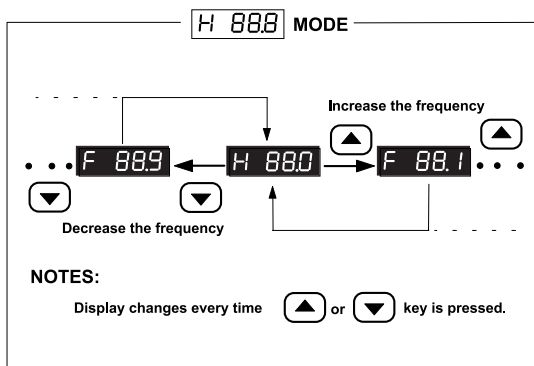 H 88.8 MODE
Increase the frequency
F 88.9 H 88.0 F 88.1
Decrease the frequency
NOTES:
Display changes every time or key is pressed.